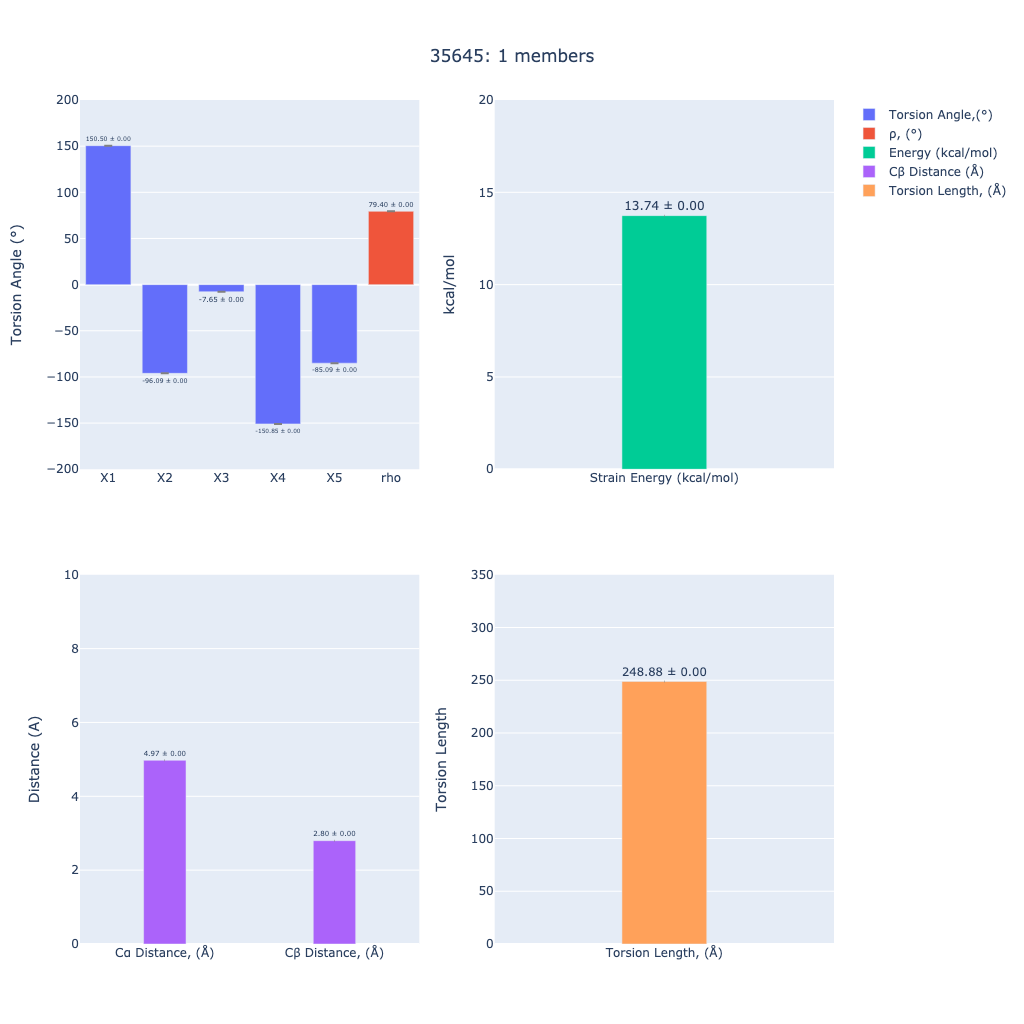 35645: 1 members
200
150
100
50
0
−50
−100
−150
−200
Torsion Angle (°)
150.50 ± 0.00
-96.09 ± 0.00
-7.65 ± 0.00
-150.85 ± 0.00
-85.09 ± 0.00
79.40 ± 0.00
X1 X2 X3 X4 X5 rho
20
15
10
5
0
kcal/mol
13.74 ± 0.00
Strain Energy (kcal/mol)
Torsion Angle,(°)
ρ, (°)
Energy (kcal/mol)
Cβ Distance (Å)
Torsion Length, (Å)
10
8
6
4
2
0
Distance (A)
4.97 ± 0.00
2.80 ± 0.00
Cα Distance, (Å) Cβ Distance, (Å)
350
300
250
200
150
100
50
0
Torsion Length
248.88 ± 0.00
Torsion Length, (Å)